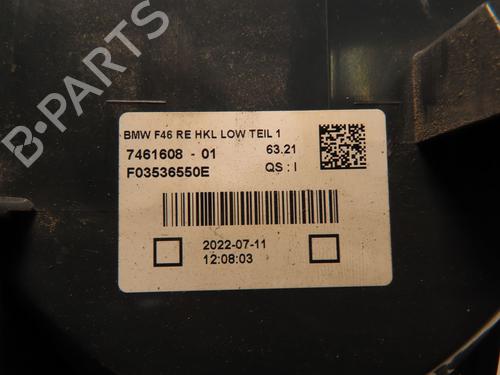 BMW F46 RE HKL LOW TEIL 1
7461608 - 01 63.21
F03536550E QS : I
2022-07-11
12:08:03
B-PARTS